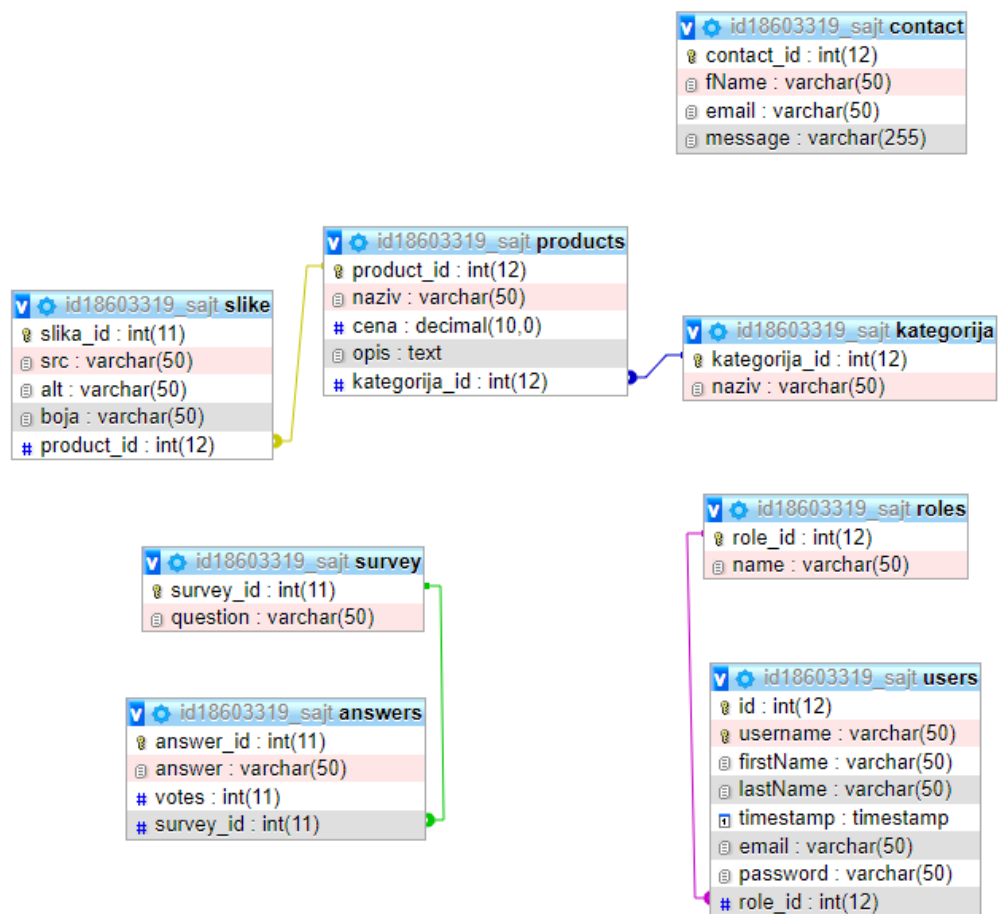 id18603319_sajt contact
contact_id : int(12)
fName : varchar(50)
email : varchar(50)
message : varchar(255)
id18603319_sajt products
product_id : int(12)
naziv : varchar(50)
# cena : decimal(10,0)
opis : text
# kategorija_id : int(12)
id18603319_sajt slike
slika_id : int(11)
src : varchar(50)
alt : varchar(50)
boja : varchar(50)
# product_id : int(12)
id18603319_sajt kategorija
kategorija_id : int(12)
naziv : varchar(50)
id18603319_sajt roles
role_id : int(12)
name : varchar(50)
id18603319_sajt survey
survey_id : int(11)
question : varchar(50)
id18603319_sajt answers
answer_id : int(11)
answer : varchar(50)
# votes : int(11)
# survey_id : int(11)
id18603319_sajt users
id : int(12)
username : varchar(50)
firstName : varchar(50)
lastName : varchar(50)
timestamp : timestamp
email : varchar(50)
password : varchar(50)
# role_id : int(12)